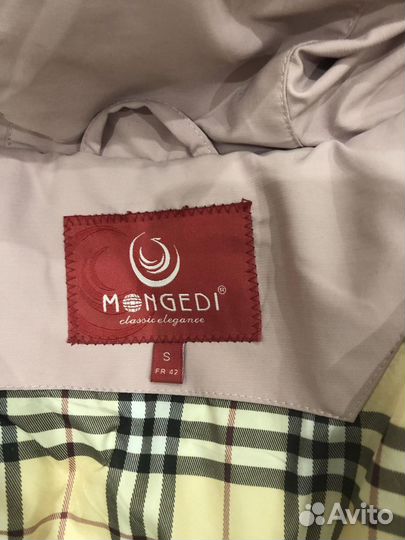 MONGEDI®
classic elegance
S
FR 42
Avito